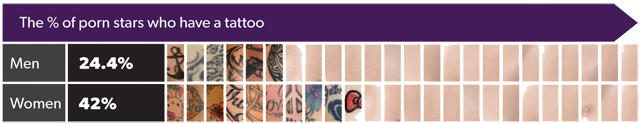 The % of porn stars who have a tattoo
Men 24.4%
Women 42%